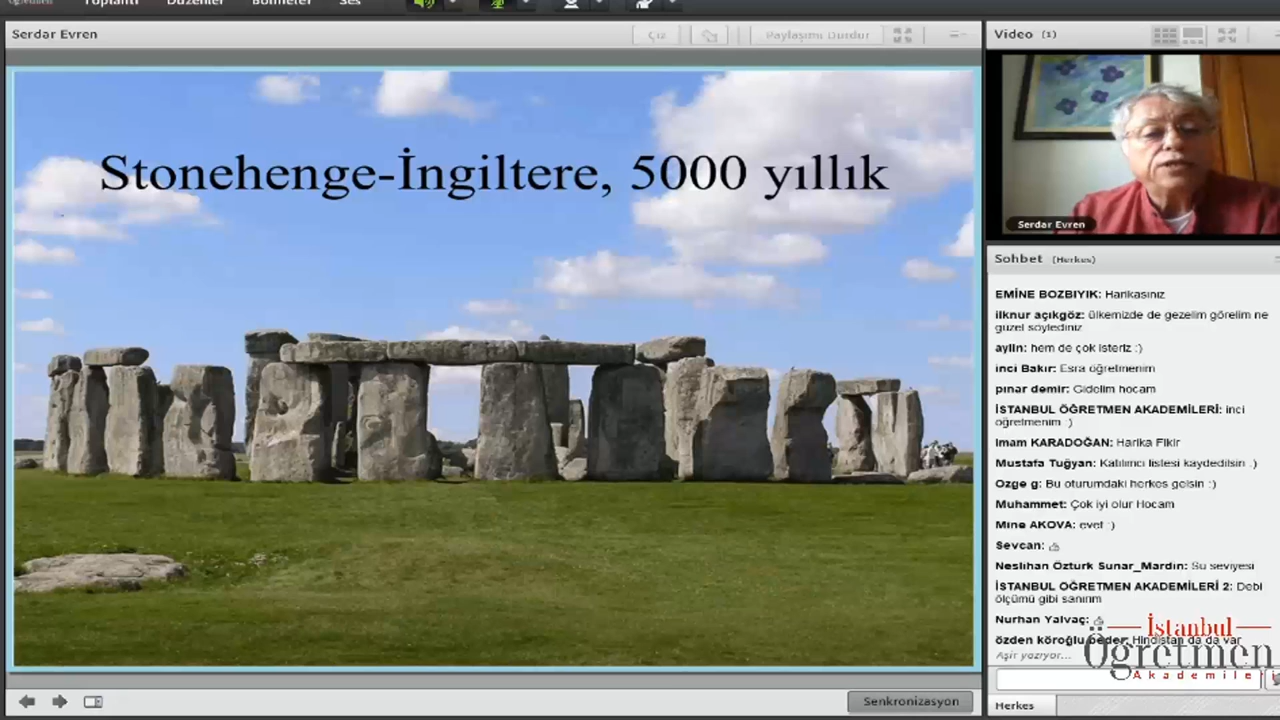 Öğretmen Toplantı Düzenler Bölmeler Ses
Serdar Evren
Çiz
Paylaşımı Durdur
Stonehenge-İngiltere, 5000 yıllık
Senkronizasyon
Video (1)
Serdar Evren
Sohbet (Herkes)
EMİNE BOZBIYIK: Harikasınız
ilknur açıkgöz: ülkemizde de gezelim görelim ne
güzel söylediniz
aylin: hem de çok isteriz :)
inci Bakır: Esra öğretmenim
pınar demir: Gidelim hocam
İSTANBUL ÖĞRETMEN AKADEMİLERİ: inci
öğretmenim :)
Imam KARADOĞAN: Harika Fikir
Mustafa Tuğyan: Katılımcı listesi kaydedilsin .)
Özge g: Bu oturumdaki herkes gelsin :)
Muhammet: Çok iyi olur Hocam
Mine AKOVA: evet :)
Sevcan:
Neslihan Öztürk Sunar_Mardin: Su seviyesi
İSTANBUL ÖĞRETMEN AKADEMİLERİ 2: Debi
ölçümü gibi sanırım
Nurhan Yalvaç:
özden köroğlu peder: Hindistan da da var
Aşır yazıyor...
İstanbul
Öğretmen
Akademileri
Herkes